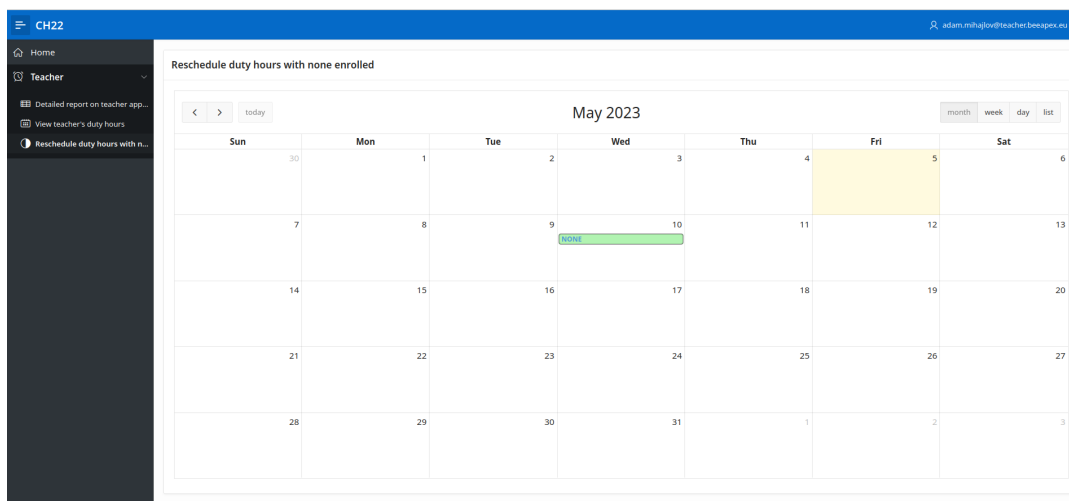 CH22
adam.mihajlov@teacher.beeapex.eu
Home
Teacher
Detailed report on teacher app...
View teacher's duty hours
Reschedule duty hours with n...
Reschedule duty hours with none enrolled
today
May 2023
month week day list
Sun Mon Tue Wed Thu Fri Sat
30 1 2 3 4 5 6
7 8 9 10 11 12 13
NONE
14 15 16 17 18 19 20
21 22 23 24 25 26 27
28 29 30 31 1 2 3